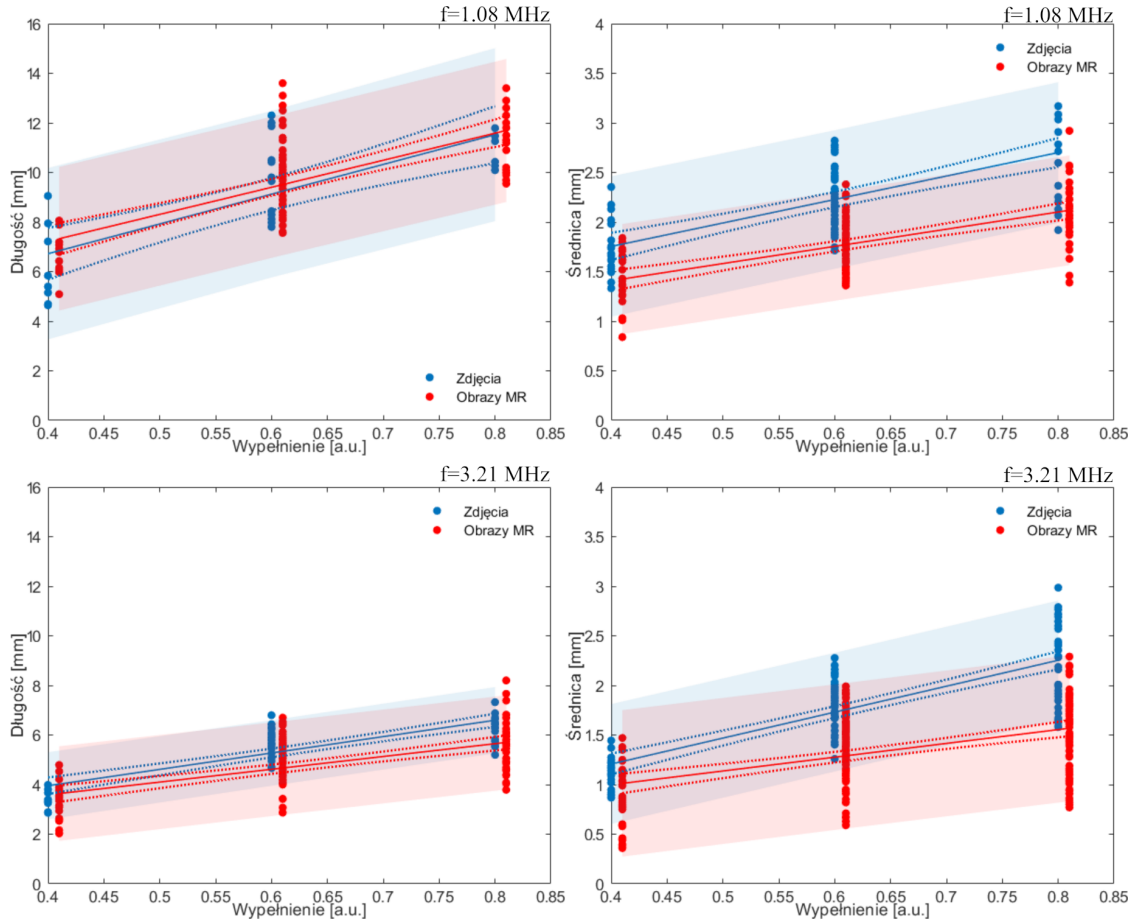 f=1.08 MHz
16
14
12
10
8
6
4
2
0
Długość [mm]
Zdjęcia
Obrazy MR
0.4 0.45 0.5 0.55 0.6 0.65 0.7 0.75 0.8 0.85
Wypełnienie [a.u.]
f=1.08 MHz
4
3.5
3
2.5
2
1.5
1
0.5
0
Średnica [mm]
Zdjęcia
Obrazy MR
0.4 0.45 0.5 0.55 0.6 0.65 0.7 0.75 0.8 0.85
Wypełnienie [a.u.]
f=3.21 MHz
16
14
12
10
8
6
4
2
0
Długość [mm]
Zdjęcia
Obrazy MR
0.4 0.45 0.5 0.55 0.6 0.65 0.7 0.75 0.8 0.85
Wypełnienie [a.u.]
f=3.21 MHz
4
3.5
3
2.5
2
1.5
1
0.5
0
Średnica [mm]
Zdjęcia
Obrazy MR
0.4 0.45 0.5 0.55 0.6 0.65 0.7 0.75 0.8 0.85
Wypełnienie [a.u.]